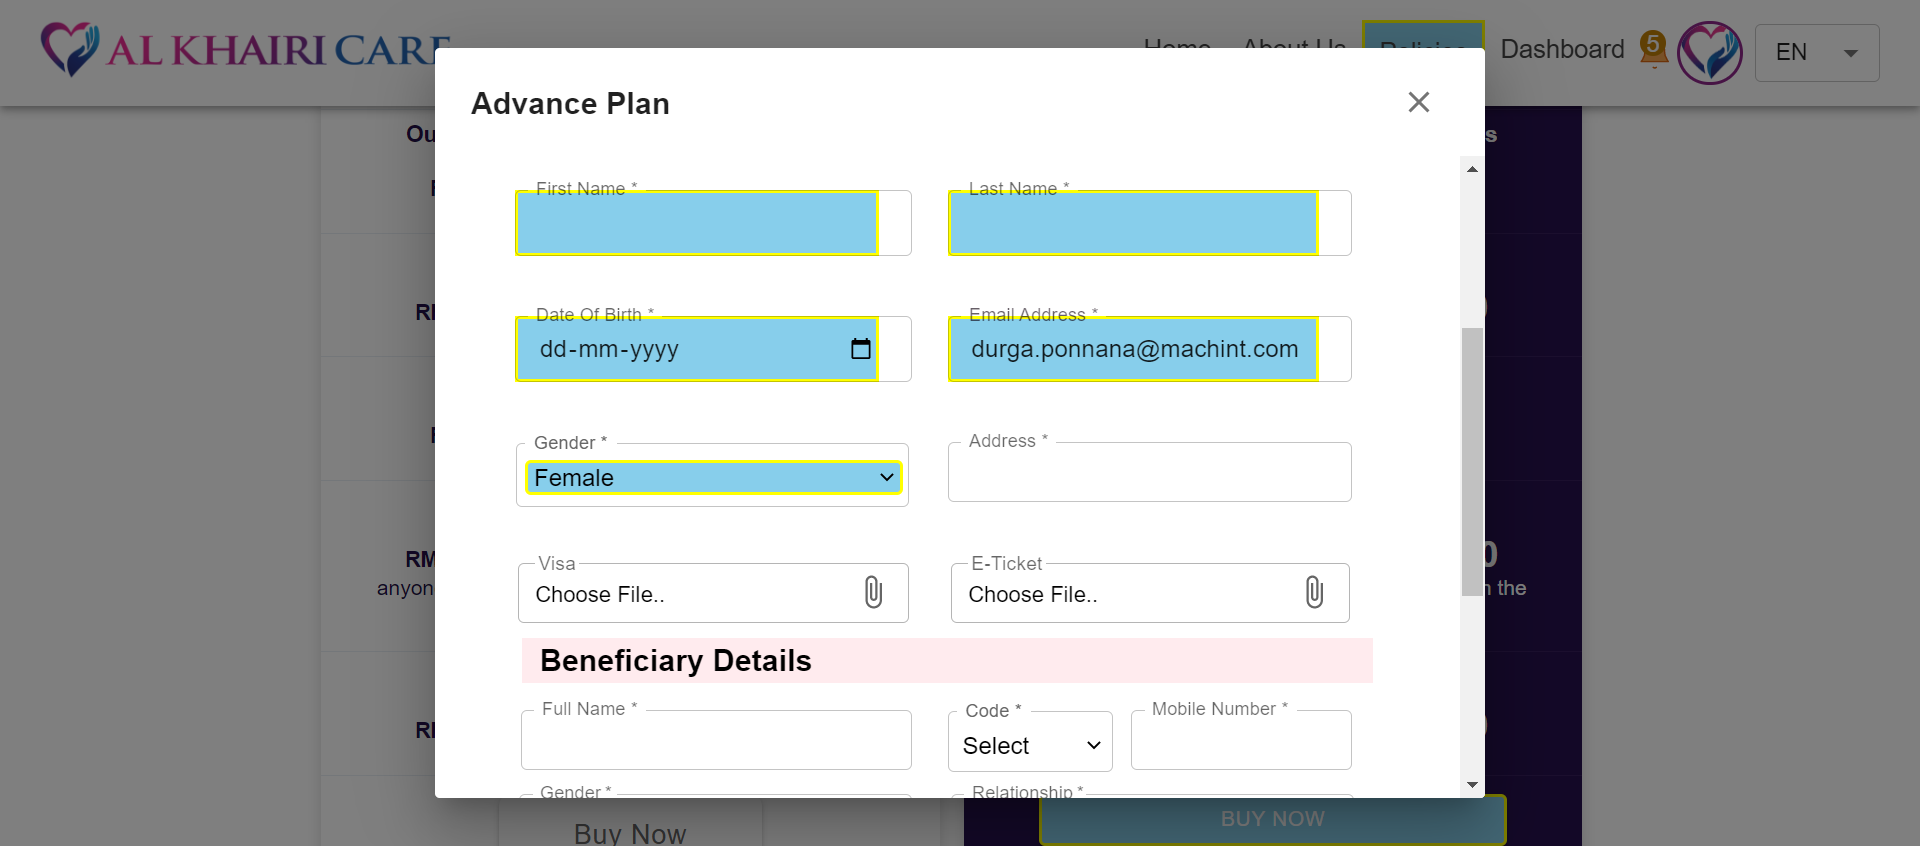 AL KHAIRI CARE
Home About Us Policies Dashboard 5 EN
Advance Plan
Ou
s
First Name *
Last Name *
Date Of Birth *
dd-mm-yyyy
Email Address *
durga.ponnana@machint.com
Gender *
Female
Address *
Visa
Choose File..
E-Ticket
Choose File..
RM
anyon
0
n the
Beneficiary Details
Full Name *
Code *
Select
Mobile Number *
Gender *
Relationship *
Buy Now
BUY NOW